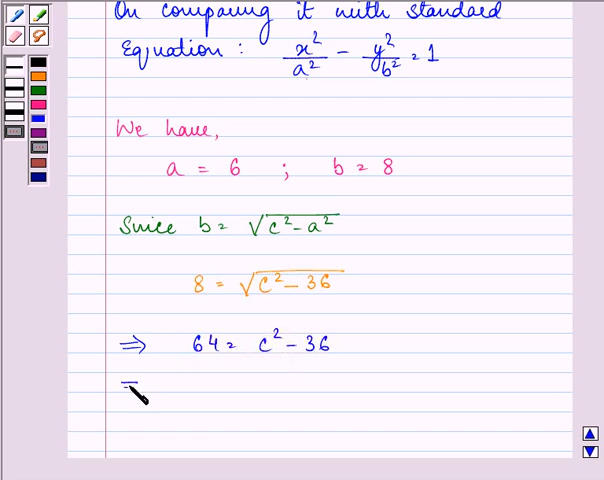 On comparing it with standard
Equation : x²/a² - y²/b² = 1
We have,
a = 6 ; b = 8
Since b = √(c² - a²)
8 = √(c² - 36)
⇒ 64 = c² - 36
=